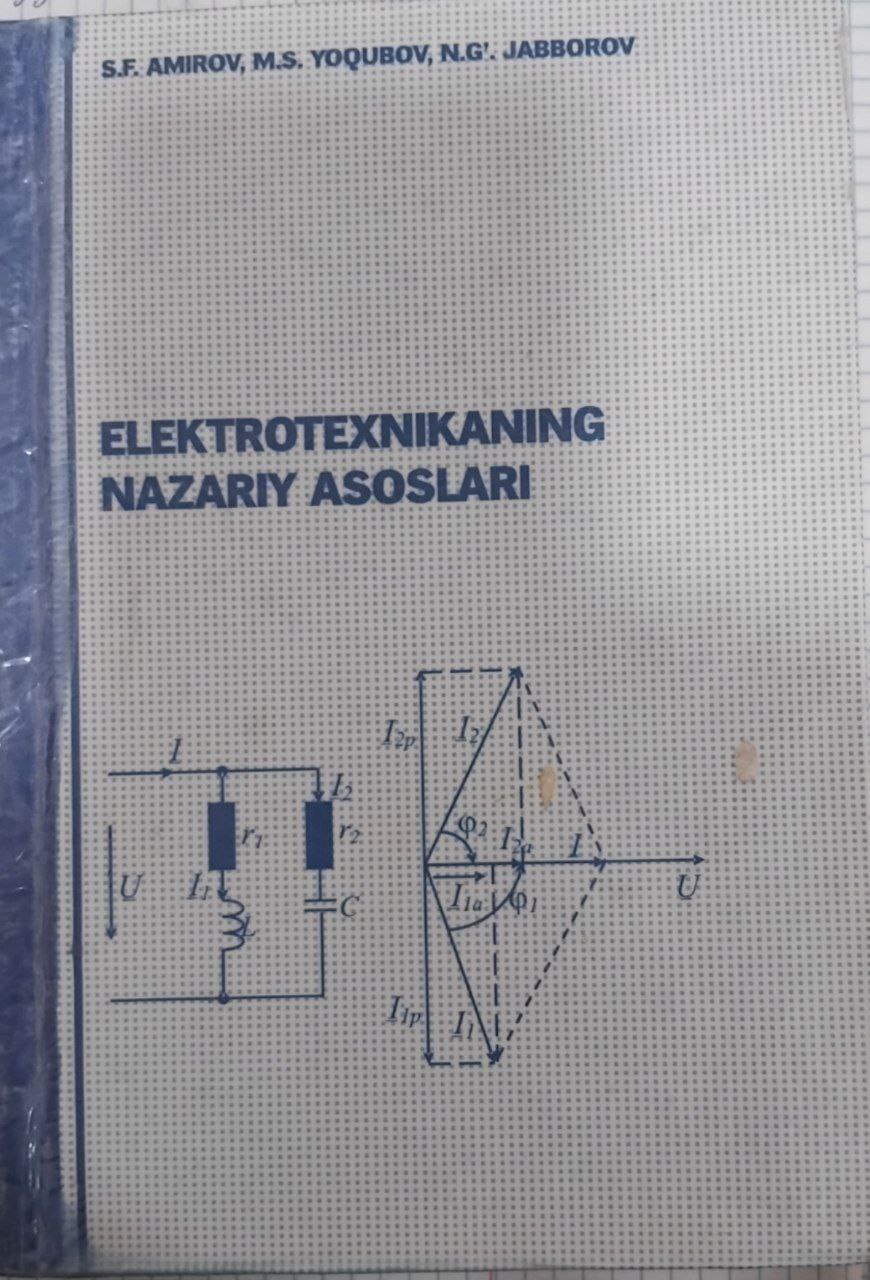 S.F. AMIROV, M.S. YOQUBOV, N.G'. JABBOROV
ELEKTROTEXNIKANING
NAZARIY ASOSLARI
I
I2
r1
r2
U
I1
L
C
I2p
I2
φ2
I2a
I
U
I1a
φ1
I1p
I1